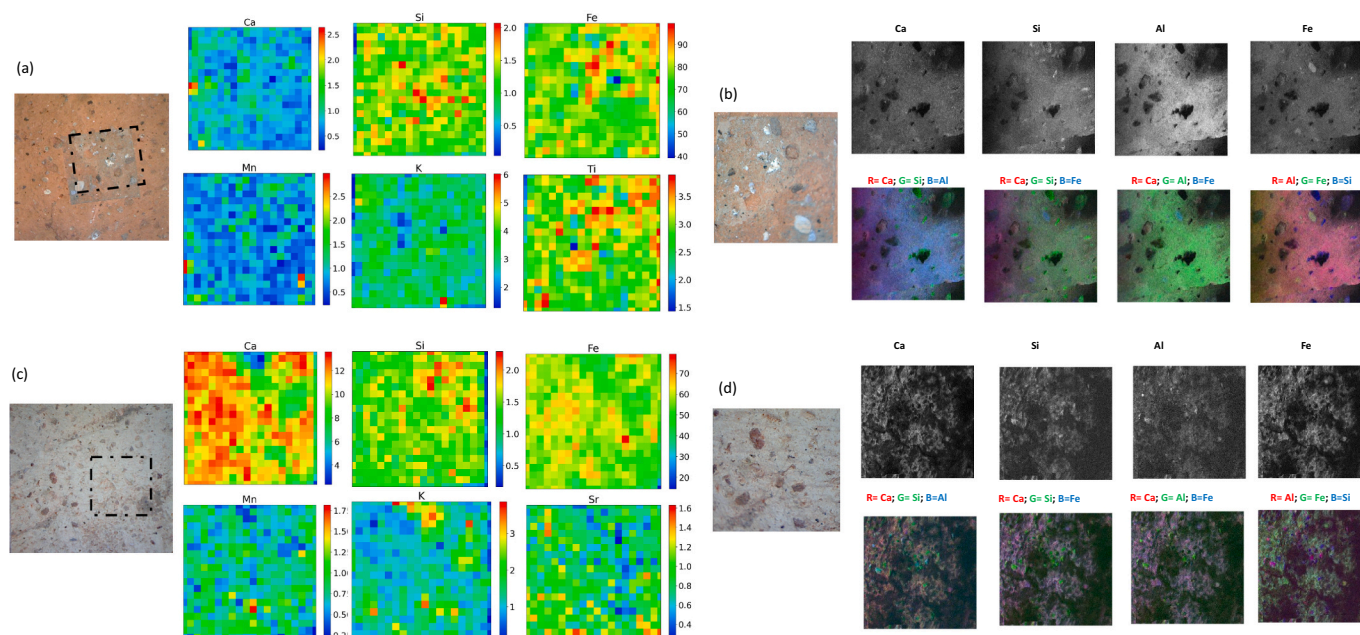 (a)
Ca
2.5
2.0
1.5
1.0
0.5
Si
2.0
1.5
1.0
0.5
Fe
90
80
70
60
50
40
Mn
2.5
2.0
1.5
1.0
0.5
K
6
5
4
3
2
Ti
3.5
3.0
2.5
2.0
1.5
(b)
Ca
Si
Al
Fe
R= Ca; G= Si; B=Al
R= Ca; G= Si; B=Fe
R= Ca; G= Al; B=Fe
R= Al; G= Fe; B=Si
(c)
Ca
12
10
8
6
4
Si
2.0
1.5
1.0
0.5
Fe
70
60
50
40
30
20
Mn
K
3
2
1
Sr
1.6
1.4
1.2
1.0
0.8
0.6
0.4
(d)
Ca
Si
Al
Fe
R= Ca; G= Si; B=Al
R= Ca; G= Si; B=Fe
R= Ca; G= Al; B=Fe
R= Al; G= Fe; B=Si